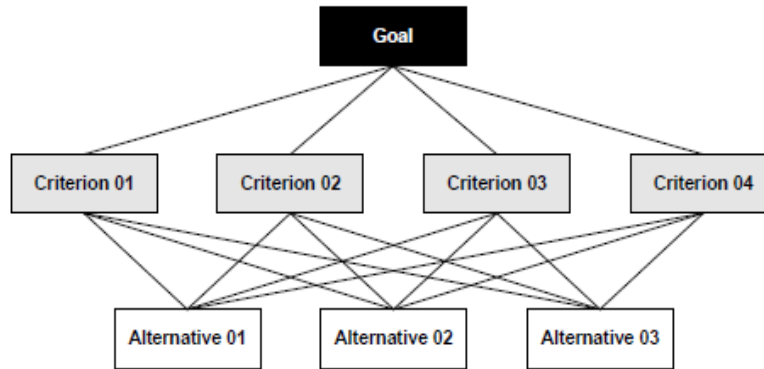 Goal
Criterion 01
Criterion 02
Criterion 03
Criterion 04
Alternative 01
Alternative 02
Alternative 03